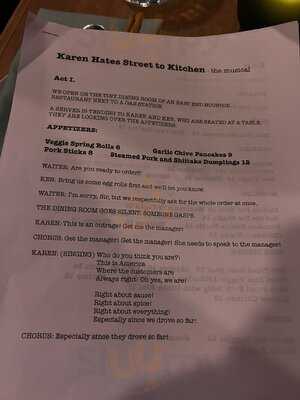 Karen Hates Street to Kitchen - the musical
Act I.
WE OPEN ON THE TINY DINING ROOM OF AN EAST END HOUSTON
RESTAURANT NEXT TO A GAS STATION.
A SERVER IS BROUGHT TO KAREN AND KEN, WHO ARE SEATED AT A TABLE.
THEY ARE LOOKING OVER THE APPETIZERS.
APPETIZERS:
Veggie Spring Rolls 6 Garlic Chive Pancakes 9
Pork Sticks 8 Steamed Pork and Shiitake Dumplings 12
WAITER: Are you ready to order?
KEN: Bring us some egg rolls first and we'll let you know.
WAITER: I'm sorry, Sir, but we respectfully ask for the whole order at once.
THE DINING ROOM GOES SILENT. SOMEONE GASPS.
KAREN: This is an outrage! Get me the manager!
CHORUS: Get the manager! Get the manager! She needs to speak to the manager!
KAREN: (SINGING) Who do you think you are?!
This is America
Where the customers are
Always right! Oh yes, we are!
Right about sauce!
Right about spice!
Right about everything!
Especially since we drove so far!
CHORUS: Especially since they drove so far!